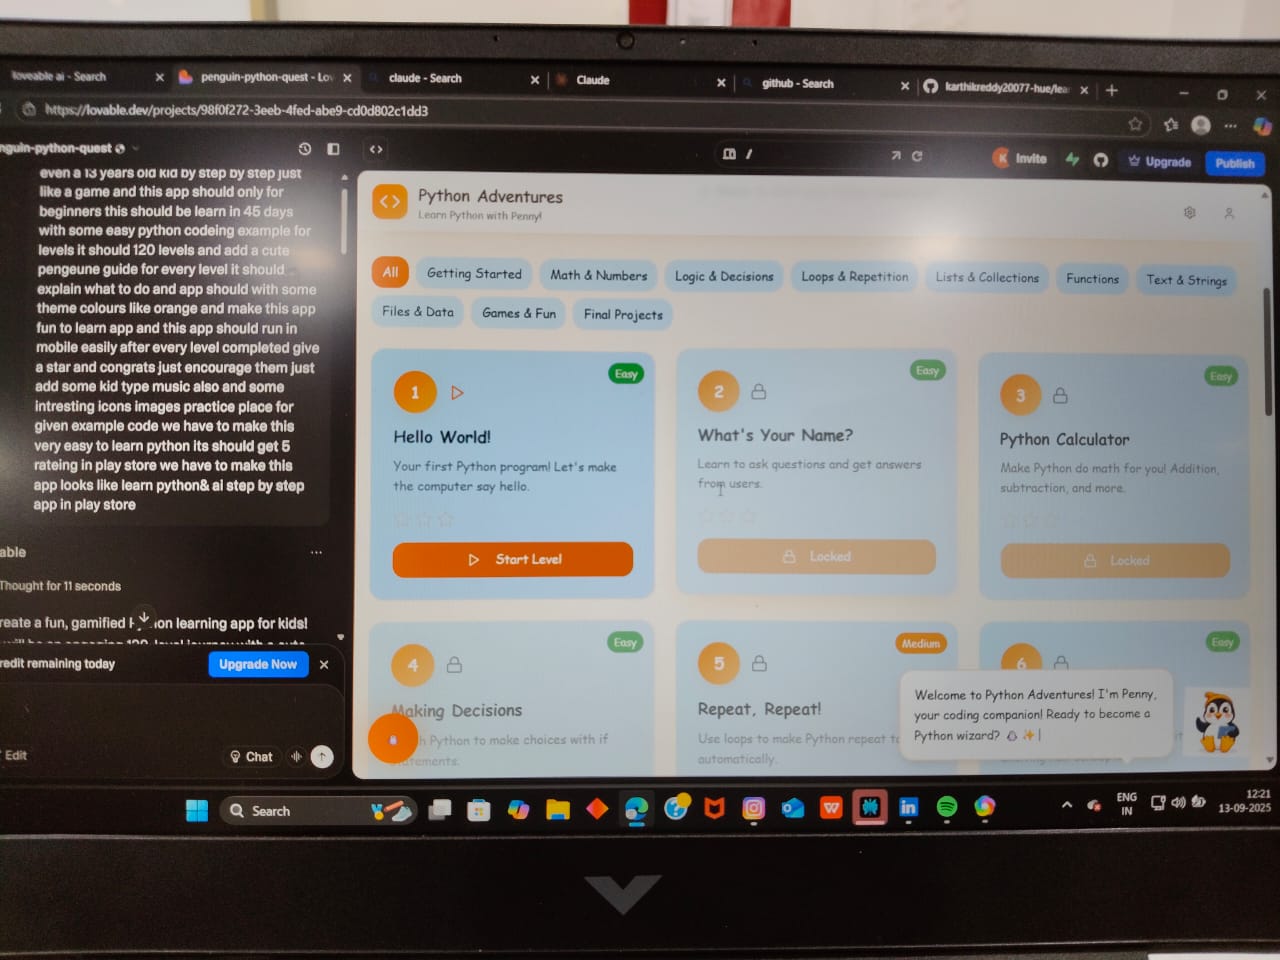 loveable ai - Search
penguin-python-quest - Lov
claude - Search
Claude
github - Search
karthikreddy20077-hue/lear
https://lovable.dev/projects/98f0f272-3eeb-4fed-abe9-cd0d802c1dd3
nguin-python-quest
/
K Invite
Upgrade
Publish
even a 13 years old kid by step by step just
like a game and this app should only for
beginners this should be learn in 45 days
with some easy python codeing example for
levels it should 120 levels and add a cute
pengeune guide for every level it should
explain what to do and app should with some
theme colours like orange and make this app
fun to learn app and this app should run in
mobile easily after every level completed give
a star and congrats just encourage them just
add some kid type music also and some
intresting icons images practice place for
given example code we have to make this
very easy to learn python its should get 5
rateing in play store we have to make this
app looks like learn python& ai step by step
app in play store
able
Thought for 11 seconds
reate a fun, gamified P
ion learning app for kids!
redit remaining today
Upgrade Now
Edit
Chat
Python Adventures
Learn Python with Penny!
All
Getting Started
Math & Numbers
Logic & Decisions
Loops & Repetition
Lists & Collections
Functions
Text & Strings
Files & Data
Games & Fun
Final Projects
1
Easy
Hello World!
Your first Python program! Let's make
the computer say hello.
Start Level
2
Easy
What's Your Name?
Learn to ask questions and get answers
from users.
Locked
3
Easy
Python Calculator
Make Python do math for you! Addition,
subtraction, and more.
Locked
4
Easy
Making Decisions
h Python to make choices with if
statements.
5
Medium
Repeat, Repeat!
Use loops to make Python repeat t
automatically.
6
Easy
Welcome to Python Adventures! I'm Penny,
your coding companion! Ready to become a
Python wizard?
Search
ENG
IN
12:21
13-09-2025